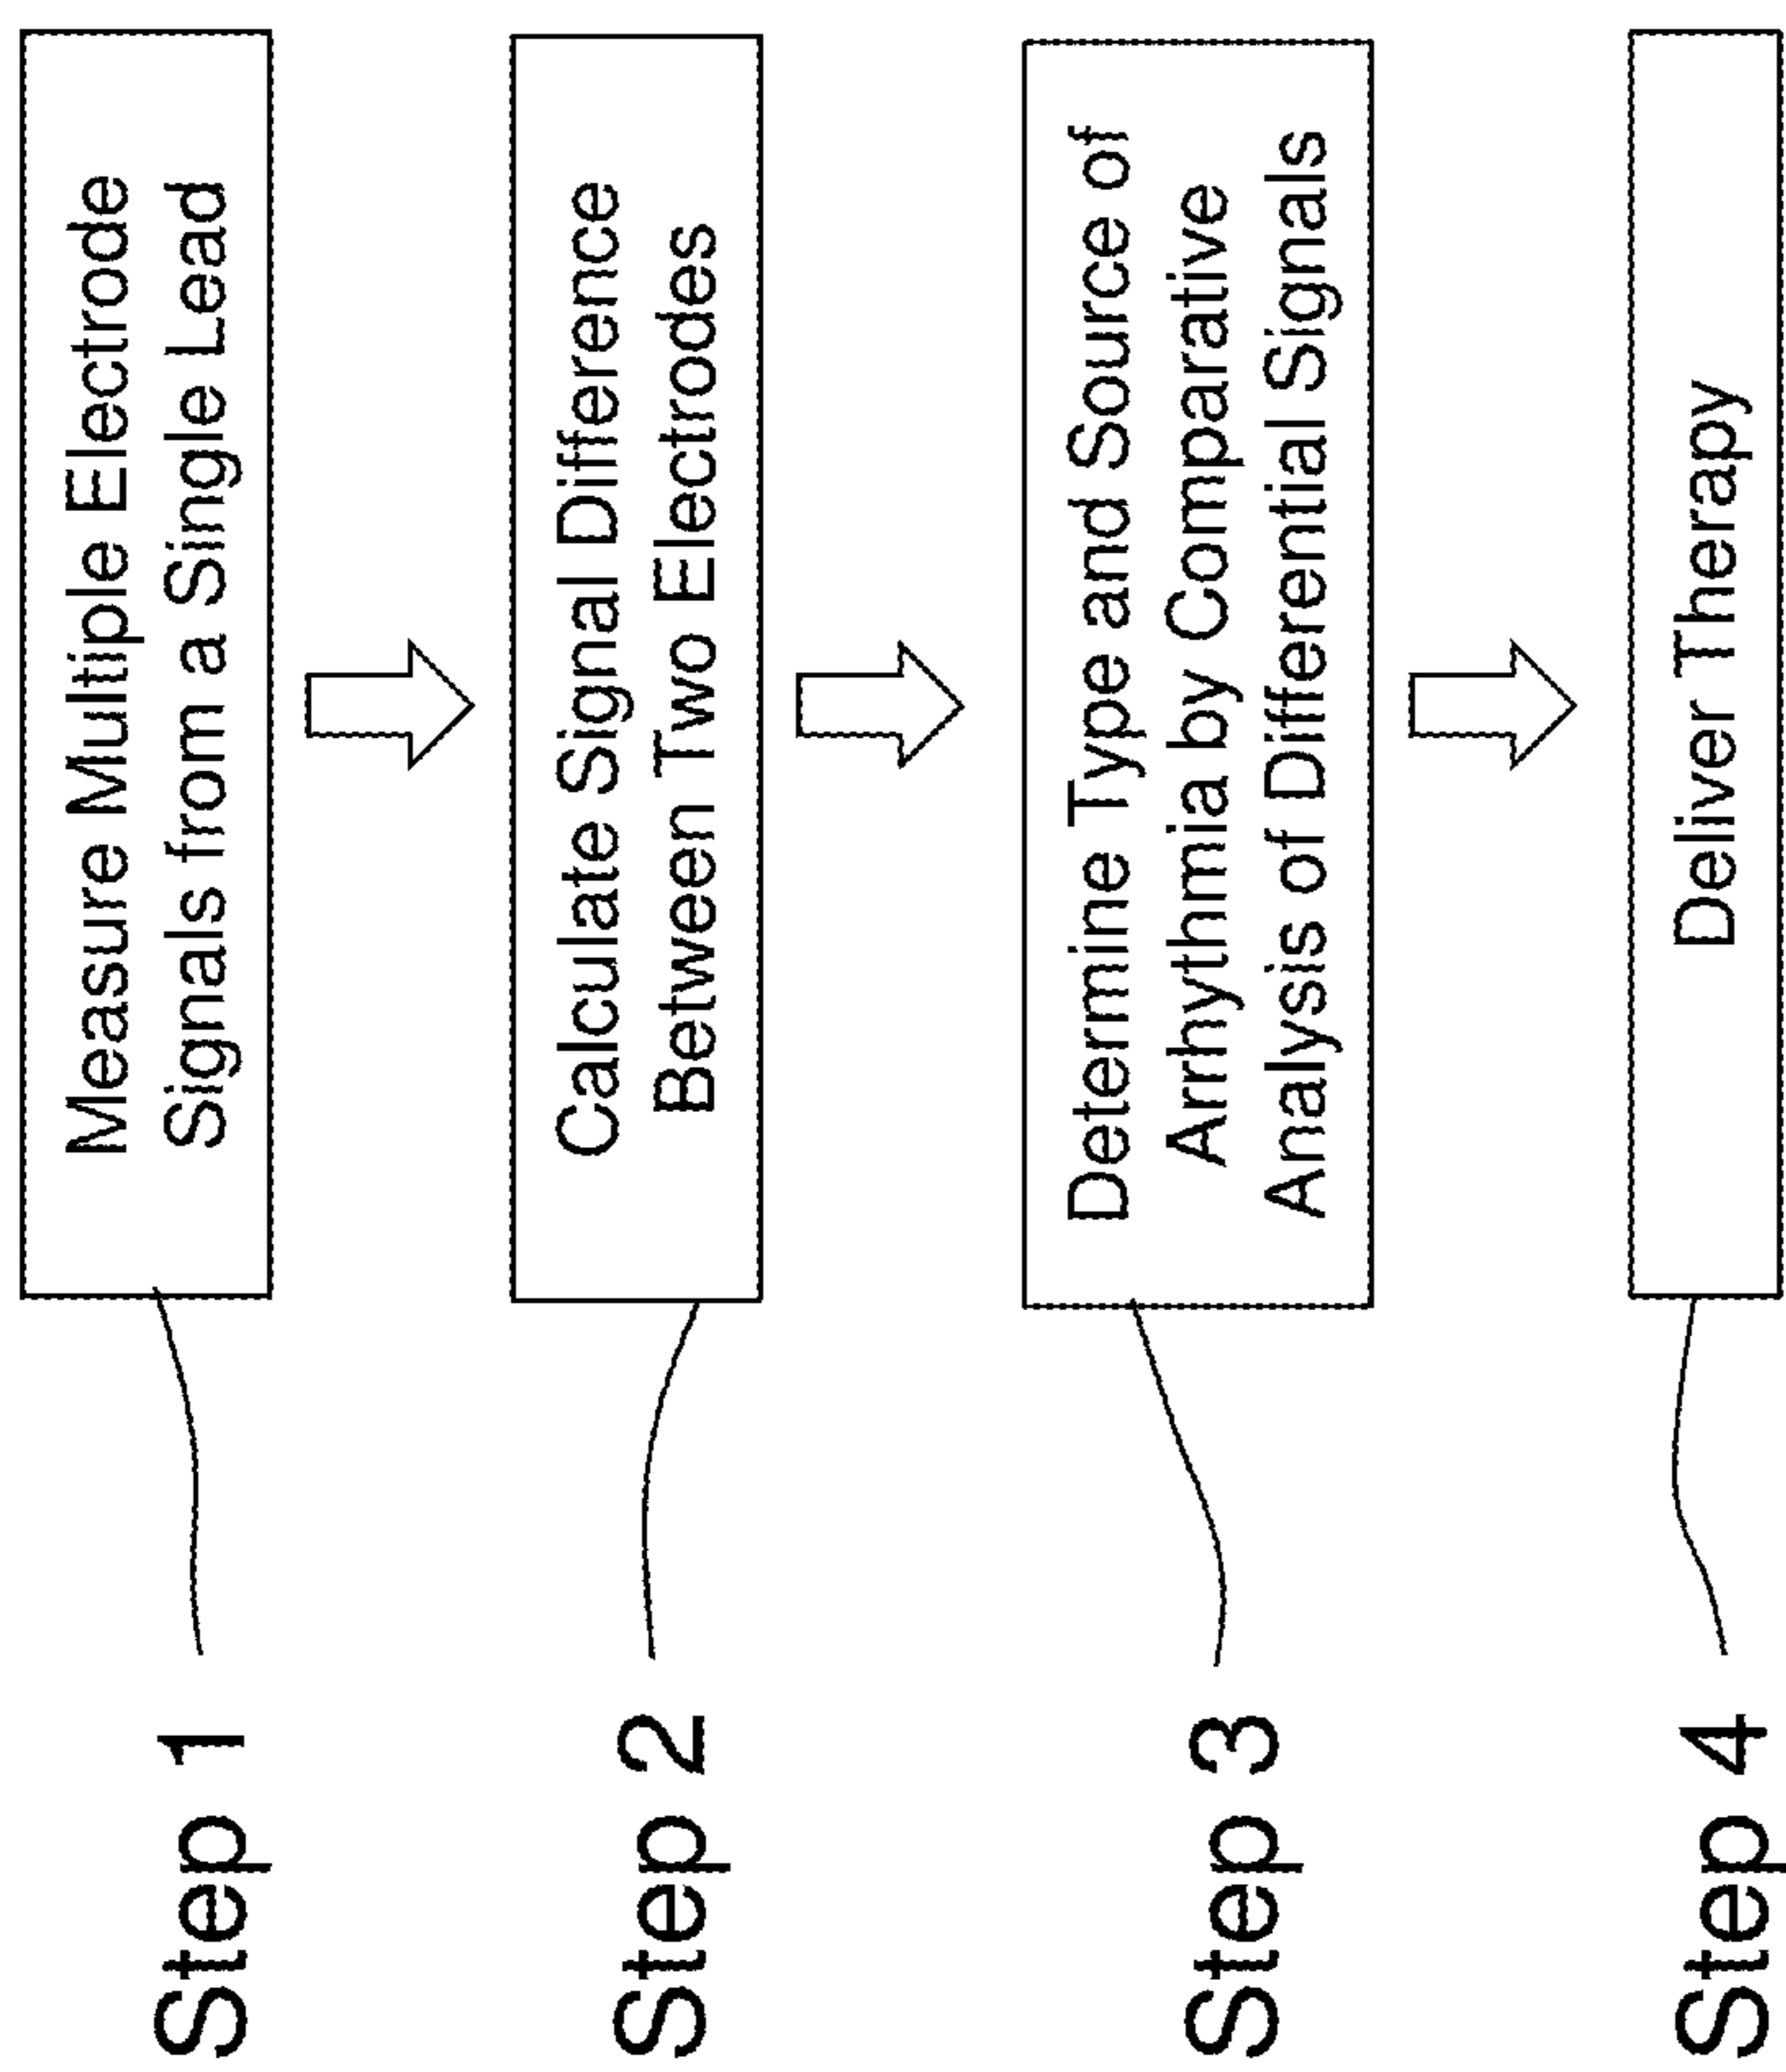 Step 1
Measure Multiple Electrode
Signals from a Single Lead
Step 2
Calculate Signal Difference
Between Two Electrodes
Step 3
Determine Type and Source of
Arrhythmia by Comparative
Analysis of Differential Signals
Step 4
Deliver Therapy